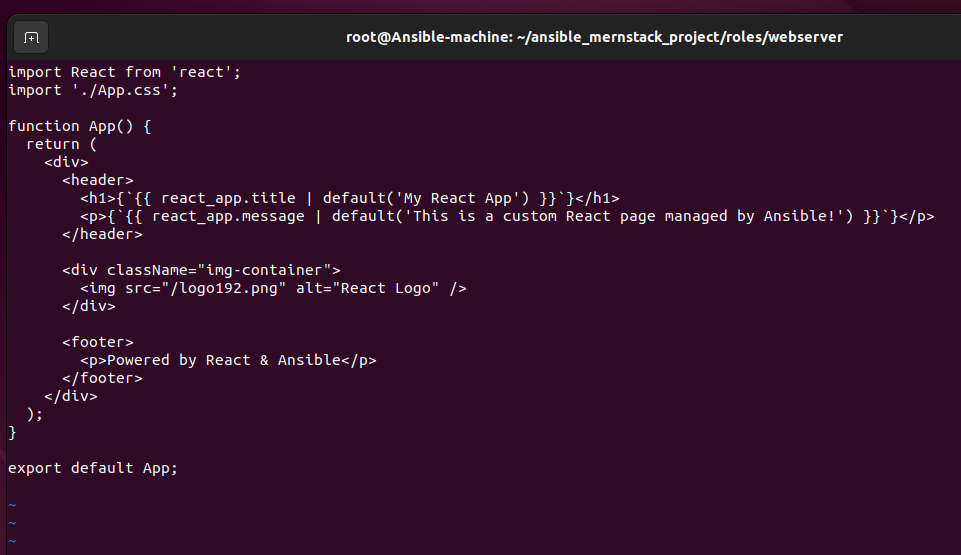 root@Ansible-machine: ~/ansible_mernstack_project/roles/webserver
import React from 'react';
import './App.css';

function App() {
  return (
    <div>
      <header>
        <h1>{`{{ react_app.title | default('My React App') }}`}</h1>
        <p>{`{{ react_app.message | default('This is a custom React page managed by Ansible!') }}`}</p>
      </header>

      <div className="img-container">
        <img src="/logo192.png" alt="React Logo" />
      </div>

      <footer>
        <p>Powered by React & Ansible</p>
      </footer>
    </div>
  );
}

export default App;

~
~
~